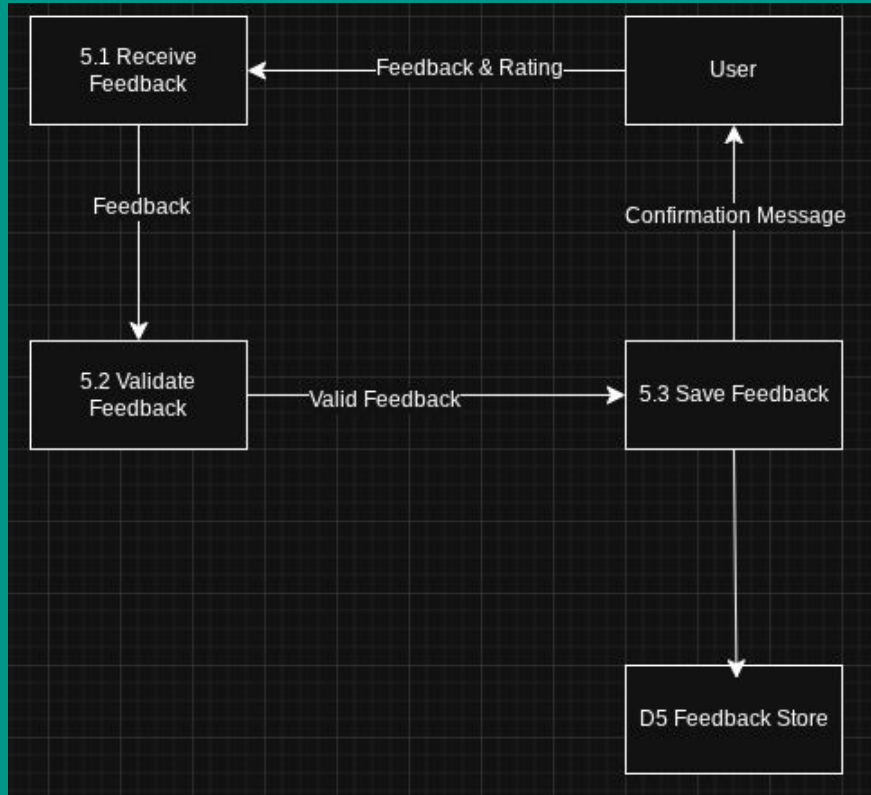 5.1 Receive
Feedback
Feedback & Rating
User
Feedback
Confirmation Message
5.2 Validate
Feedback
Valid Feedback
5.3 Save Feedback
D5 Feedback Store